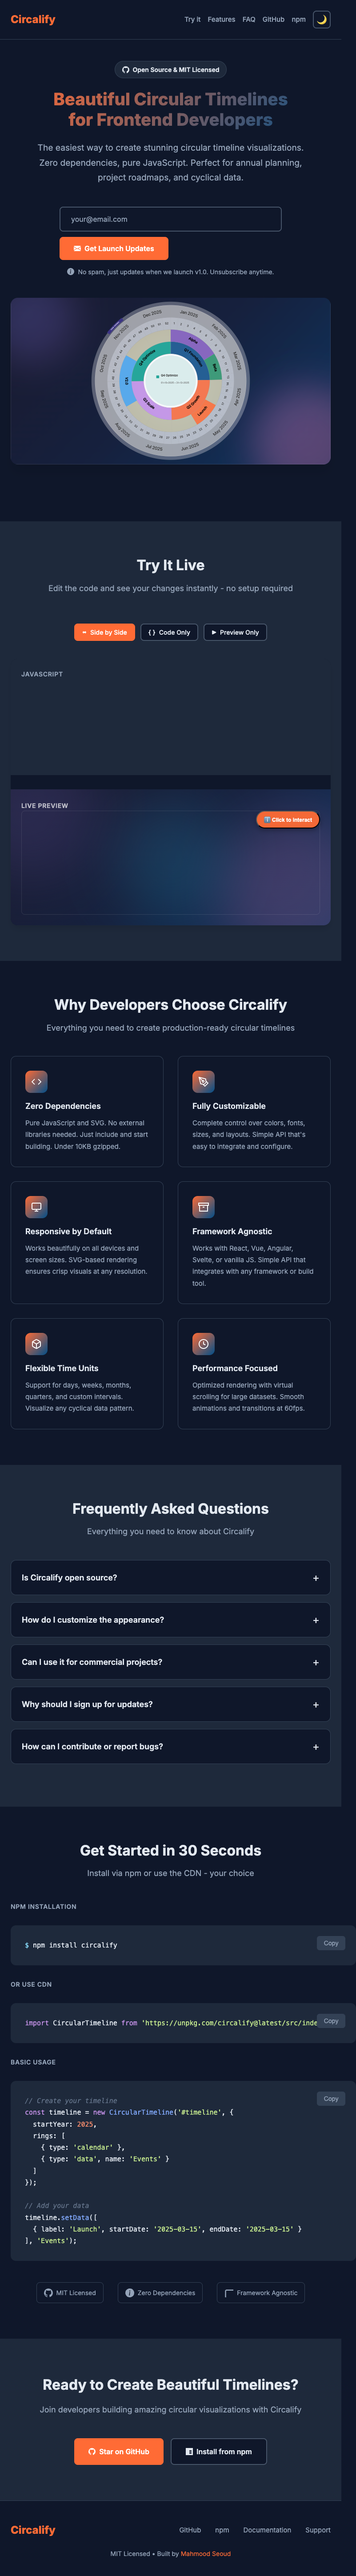 Circalify
Try It Features FAQ GitHub npm
Open Source & MIT Licensed
Beautiful Circular Timelines
for Frontend Developers
The easiest way to create stunning circular timeline visualizations.
Zero dependencies, pure JavaScript. Perfect for annual planning,
project roadmaps, and cyclical data.
your@email.com
Get Launch Updates
No spam, just updates when we launch v1.0. Unsubscribe anytime.
Try It Live
Edit the code and see your changes instantly - no setup required
Side by Side
Code Only
Preview Only
JAVASCRIPT
LIVE PREVIEW
Click to interact
Why Developers Choose Circalify
Everything you need to create production-ready circular timelines
Zero Dependencies
Pure JavaScript and SVG. No external
libraries needed. Just include and start
building. Under 10KB gzipped.
Fully Customizable
Complete control over colors, fonts,
sizes, and layouts. Simple API that's
easy to integrate and configure.
Responsive by Default
Works beautifully on all devices and
screen sizes. SVG-based rendering
ensures crisp visuals at any resolution.
Framework Agnostic
Works with React, Vue, Angular,
Svelte, or vanilla JS. Simple API that
integrates with any framework or build
tool.
Flexible Time Units
Support for days, weeks, months,
quarters, and custom intervals.
Visualize any cyclical data pattern.
Performance Focused
Optimized rendering with virtual
scrolling for large datasets. Smooth
animations and transitions at 60fps.
Frequently Asked Questions
Everything you need to know about Circalify
Is Circalify open source? +
How do I customize the appearance? +
Can I use it for commercial projects? +
Why should I sign up for updates? +
How can I contribute or report bugs? +
Get Started in 30 Seconds
Install via npm or use the CDN - your choice
NPM INSTALLATION
$ npm install circalify
Copy
OR USE CDN
import CircularTimeline from 'https://unpkg.com/circalify@latest/src/inde
Copy
BASIC USAGE
Copy
// Create your timeline
const timeline = new CircularTimeline('#timeline', {
startYear: 2025,
rings: [
{ type: 'calendar' },
{ type: 'data', name: 'Events' }
]
});
// Add your data
timeline.setData([
{ label: 'Launch', startDate: '2025-03-15', endDate: '2025-03-15' }
], 'Events');
MIT Licensed
Zero Dependencies
Framework Agnostic
Ready to Create Beautiful Timelines?
Join developers building amazing circular visualizations with Circalify
Star on GitHub
Install from npm
Circalify
GitHub npm Documentation Support
MIT Licensed • Built by Mahmood Seoud